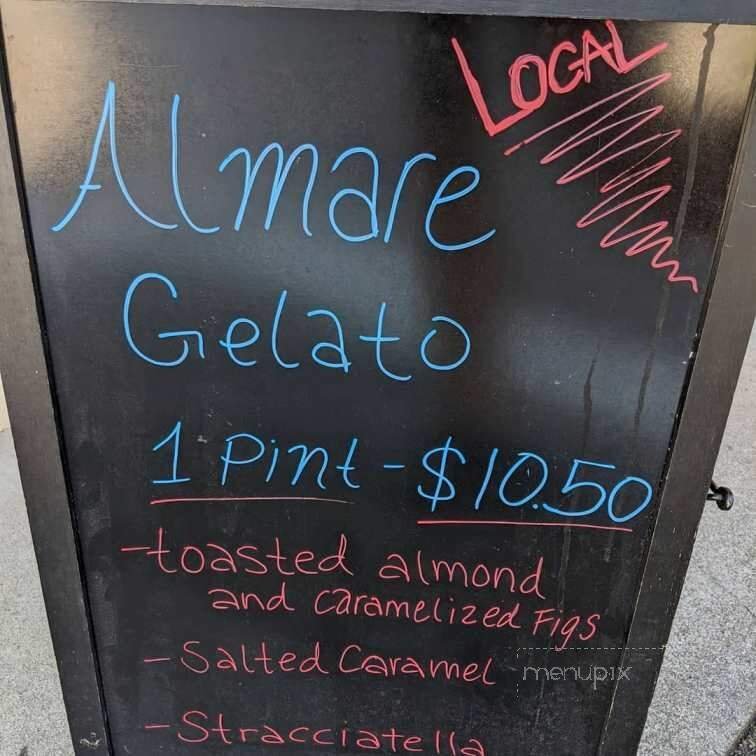 LOCAL
Almare
Gelato
1 Pint - $10.50
- toasted almond
and Caramelized Figs
- Salted Caramel
menupix
- Stracciatella